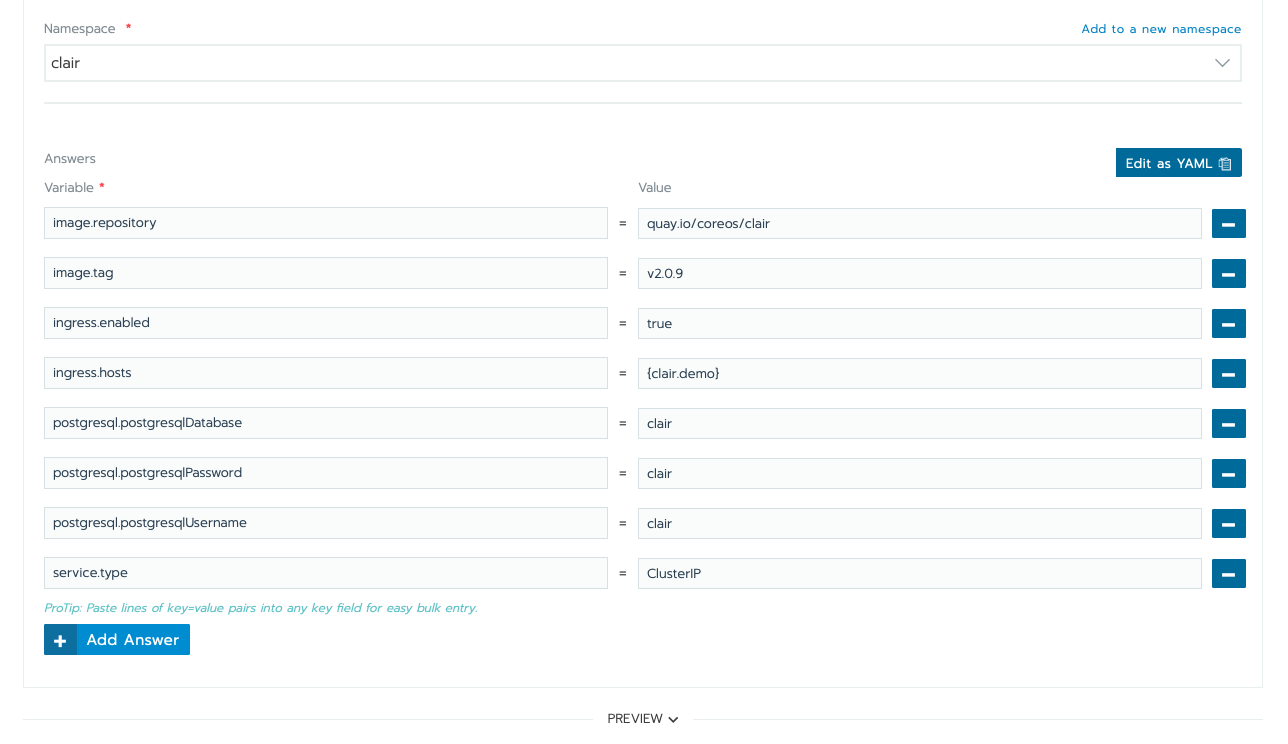 Namespace * Add to a new namespace
clair
Answers Edit as YAML
Variable * Value
image.repository = quay.io/coreos/clair
image.tag = v2.0.9
ingress.enabled = true
ingress.hosts = {clair.demo}
postgresql.postgresqlDatabase = clair
postgresql.postgresqlPassword = clair
postgresql.postgresqlUsername = clair
service.type = ClusterIP
ProTip: Paste lines of key=value pairs into any key field for easy bulk entry.
+ Add Answer
PREVIEW